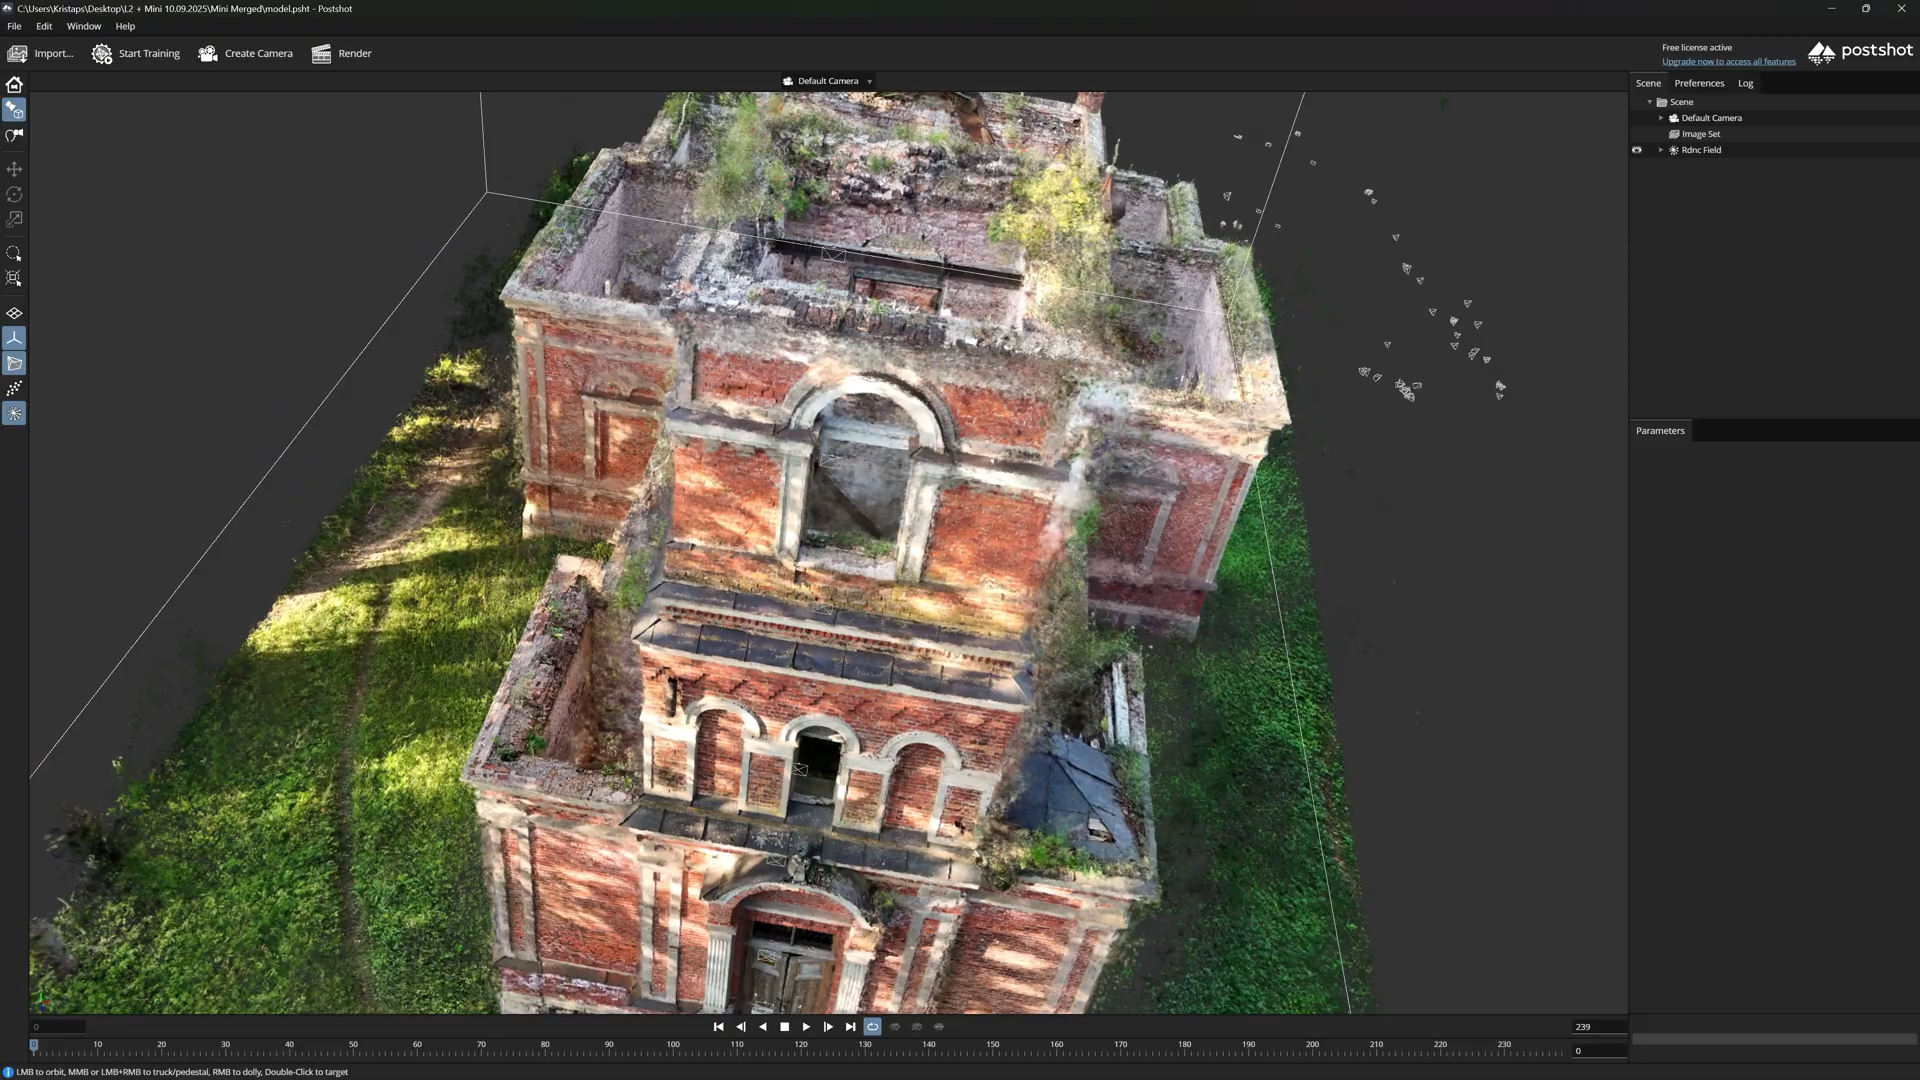 C:\Users\Kristaps\Desktop\L2 + Mini 10.09.2025\Mini Merged\model.psht - Postshot
File Edit Window Help
Import... Start Training Create Camera Render
Free license active
Upgrade now to access all features
postshot
Default Camera
Scene Preferences Log
Scene
Default Camera
Image Set
Rdnc Field
Parameters
0
239
0 10 20 30 40 50 60 70 80 90 100 110 120 130 140 150 160 170 180 190 200 210 220 230
0
LMB to orbit, MMB or LMB+RMB to truck/pedestal, RMB to dolly, Double-Click to target